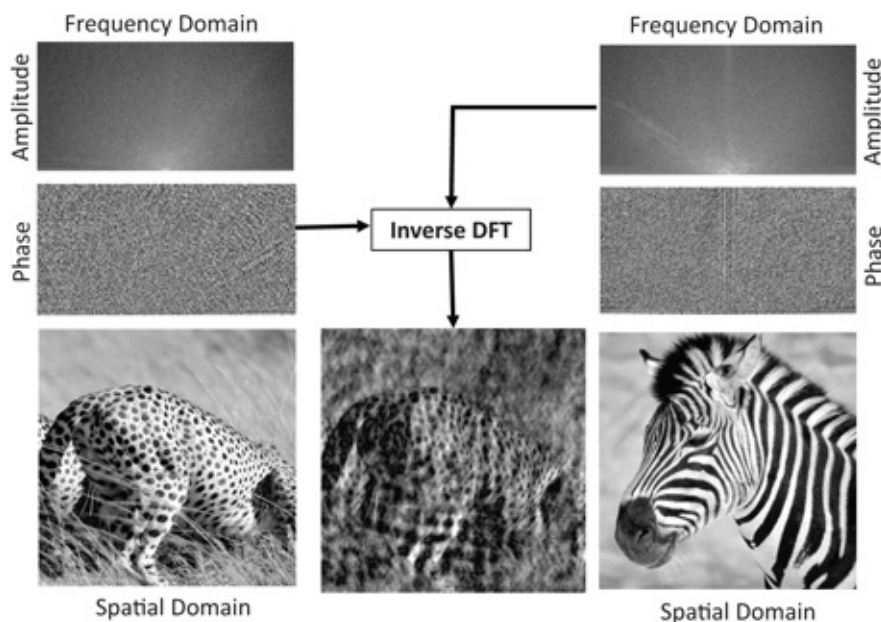 Frequency Domain
Frequency Domain
Amplitude
Amplitude
Phase
Inverse DFT
Phase
Spatial Domain
Spatial Domain